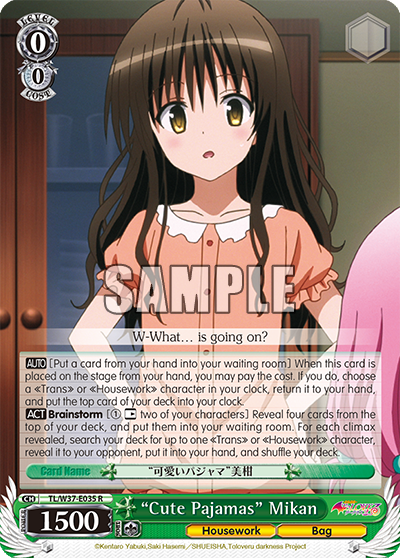 LEVEL
0
0
COST
SAMPLE
W-What… is going on?
AUTO [Put a card from your hand into your waiting room] When this card is
placed on the stage from your hand, you may pay the cost. If you do, choose
a «Trans» or «Housework» character in your clock, return it to your hand,
and put the top card of your deck into your clock.
ACT Brainstorm [① two of your characters] Reveal four cards from the
top of your deck, and put them into your waiting room. For each climax
revealed, search your deck for up to one «Trans» or «Housework» character,
reveal it to your opponent, put it into your hand, and shuffle your deck.
Card Name “可愛いパジャマ”美柑
CH TL/W37-E035 R
“Cute Pajamas” Mikan
POWER 1500
Housework Bag
©Kentaro Yabuki,Saki Hasemi／SHUEISHA,Toloveru darkness Project